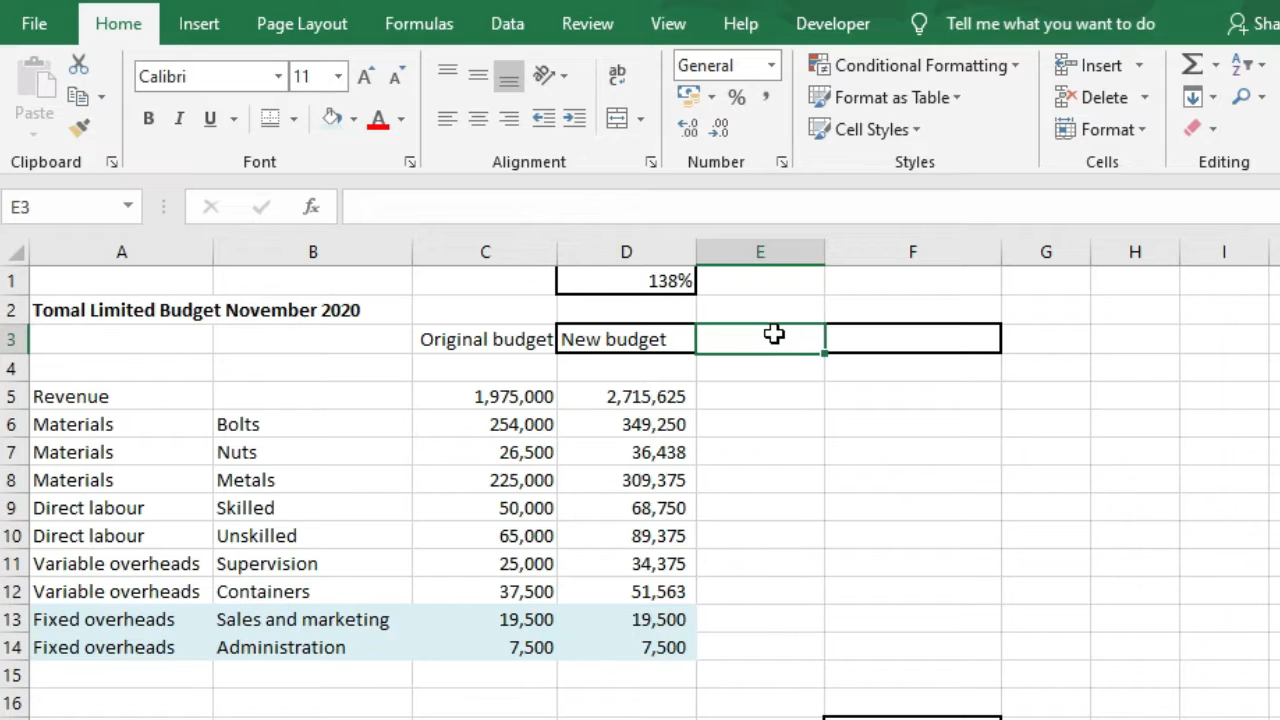 File Home Insert Page Layout Formulas Data Review View Help Developer Tell me what you want to do Sha
Calibri 11 A A ab General Conditional Formatting Insert
Paste B I U A % Format as Table Delete
Cell Styles Format
Clipboard Font Alignment Number Styles Cells Editing
E3 fx
A B C D E F G H I
1 138%
2 Tomal Limited Budget November 2020
3 Original budget New budget
4
5 Revenue 1,975,000 2,715,625
6 Materials Bolts 254,000 349,250
7 Materials Nuts 26,500 36,438
8 Materials Metals 225,000 309,375
9 Direct labour Skilled 50,000 68,750
10 Direct labour Unskilled 65,000 89,375
11 Variable overheads Supervision 25,000 34,375
12 Variable overheads Containers 37,500 51,563
13 Fixed overheads Sales and marketing 19,500 19,500
14 Fixed overheads Administration 7,500 7,500
15
16